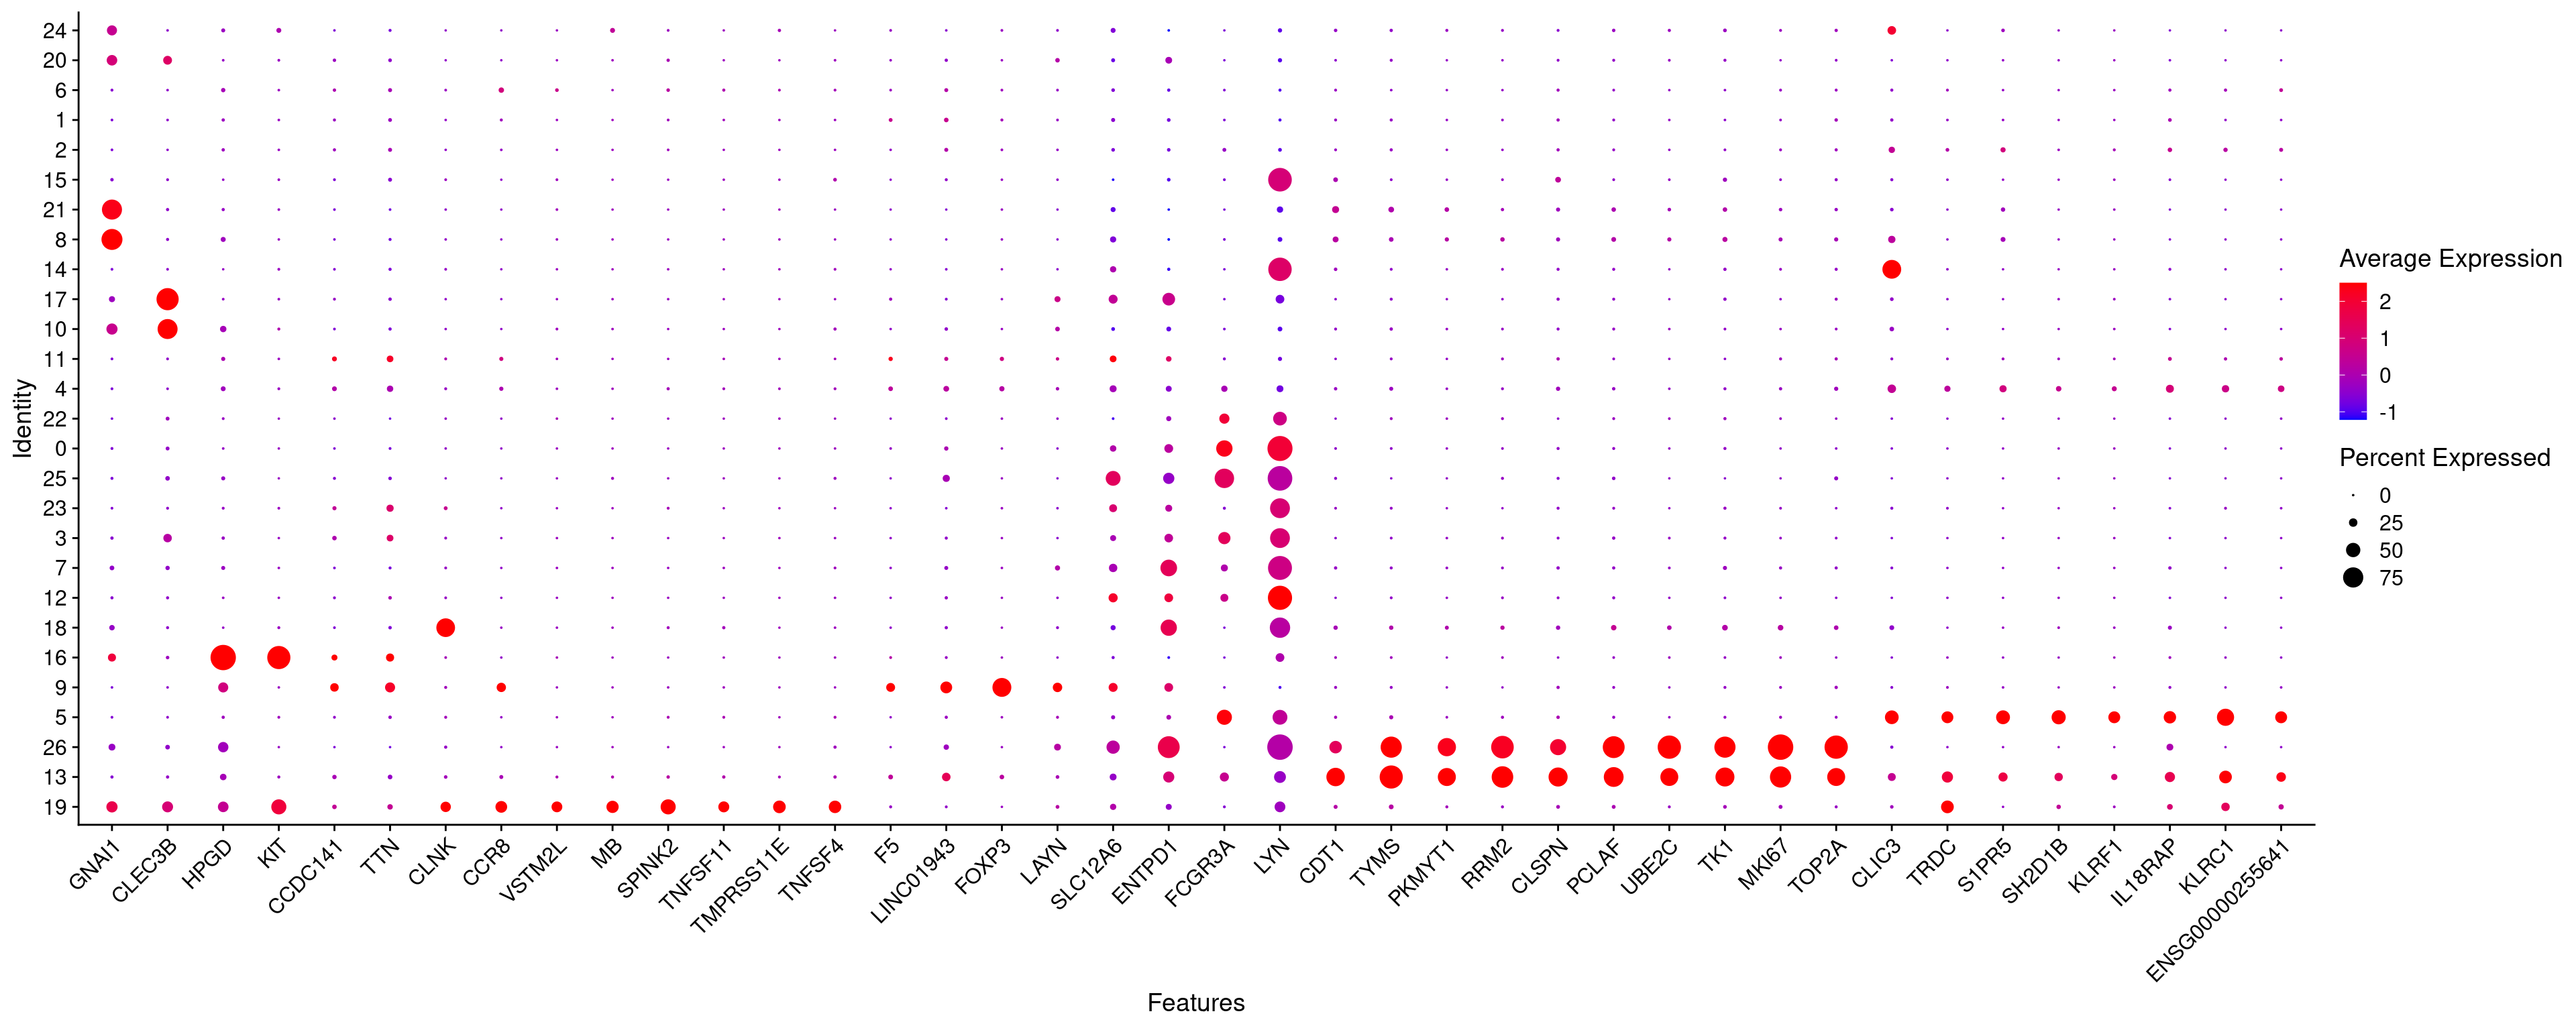 Identity
24
20
6
1
2
15
21
8
14
17
10
11
4
22
0
25
23
3
7
12
18
16
9
5
26
13
19
GNAI1
CLEC3B
HPGD
KIT
CCDC141
TTN
CLNK
CCR8
VSTM2L
MB
SPINK2
TNFSF11
TMPRSS11E
TNFSF4
F5
LINC01943
FOXP3
LAYN
SLC12A6
ENTPD1
FCGR3A
LYN
CDT1
TYMS
PKMYT1
RRM2
CLSPN
PCLAF
UBE2C
TK1
MKI67
TOP2A
CLIC3
TRDC
S1PR5
SH2D1B
KLRF1
IL18RAP
KLRC1
ENSG00000255641
Features
Average Expression
2
1
0
-1
Percent Expressed
0
25
50
75